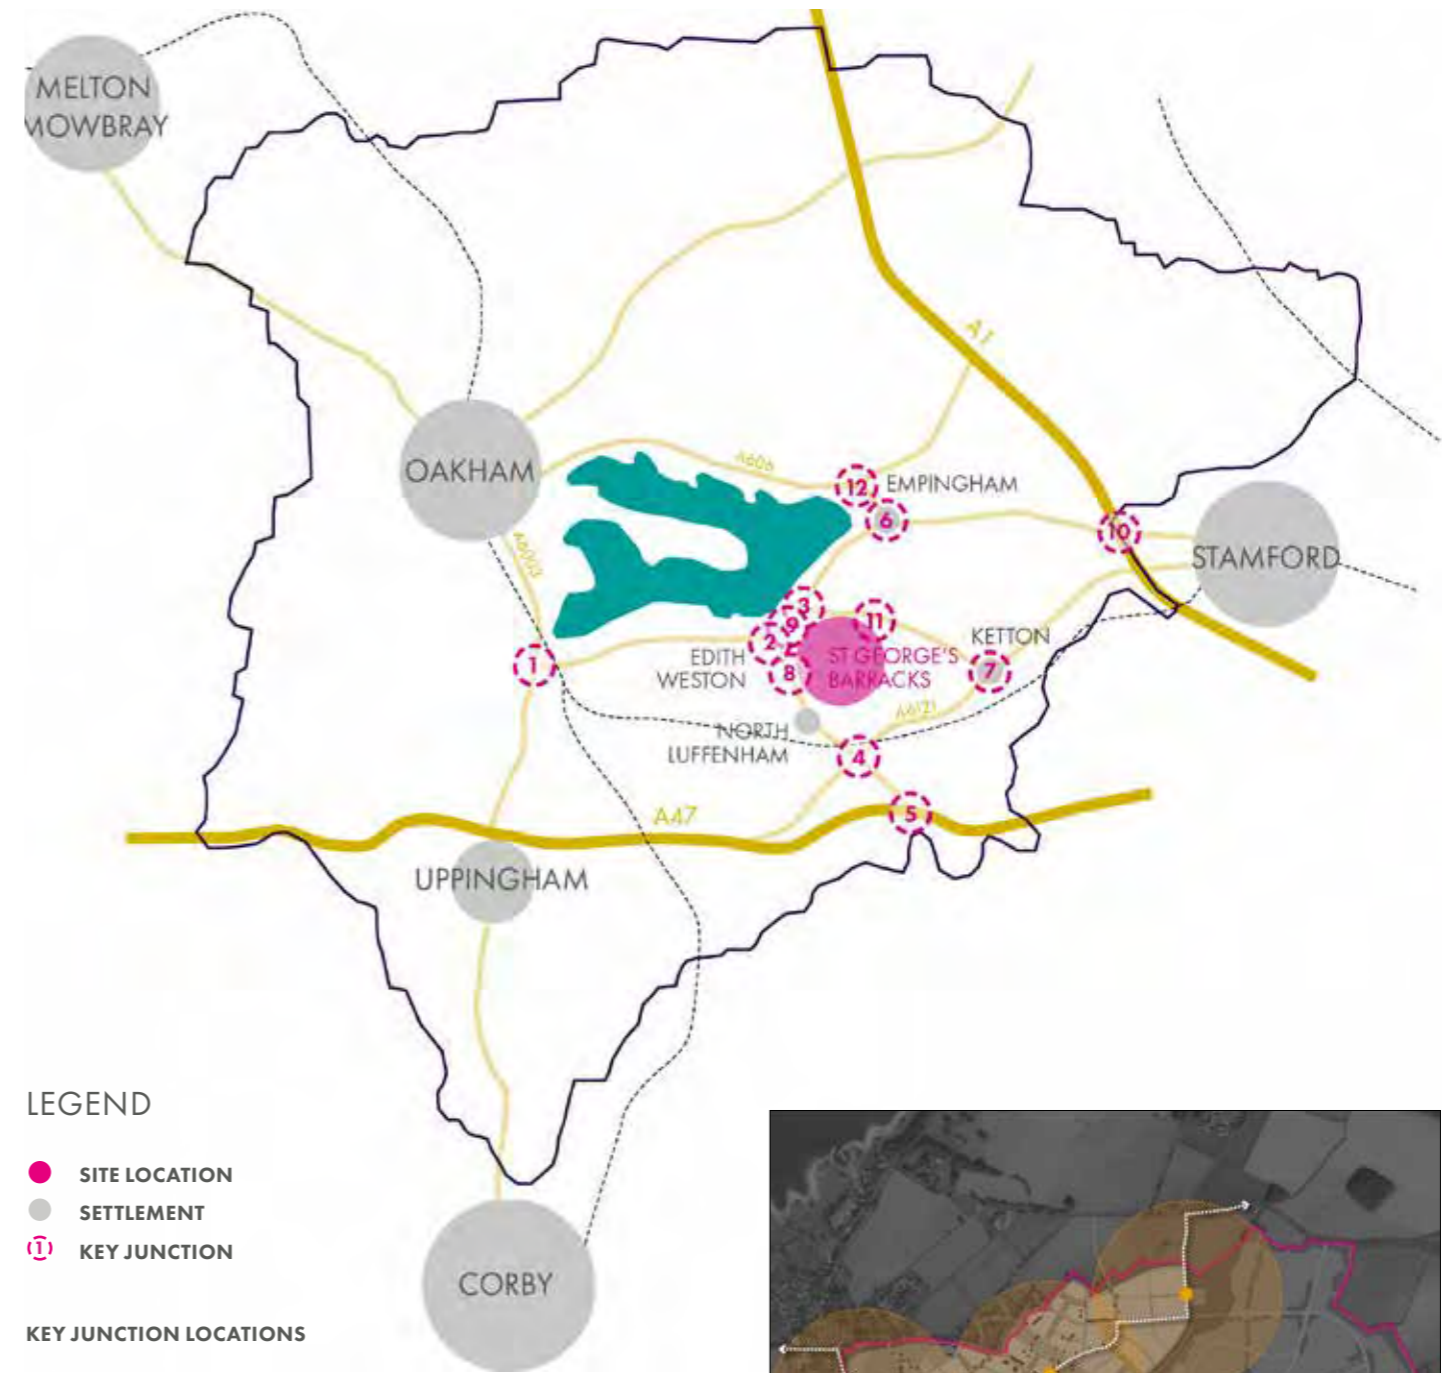 MELTON
MOWBRAY
A1
OAKHAM
A606
12
EMPINGHAM
6
10
STAMFORD
A6003
3
11
9
2
KETTON
1
EDITH
WESTON
8
ST GEORGE'S
BARRACKS
7
A6121
NORTH
LUFFENHAM
4
A47
5
UPPINGHAM
LEGEND
SITE LOCATION
SETTLEMENT
1
KEY JUNCTION
CORBY
KEY JUNCTION LOCATIONS